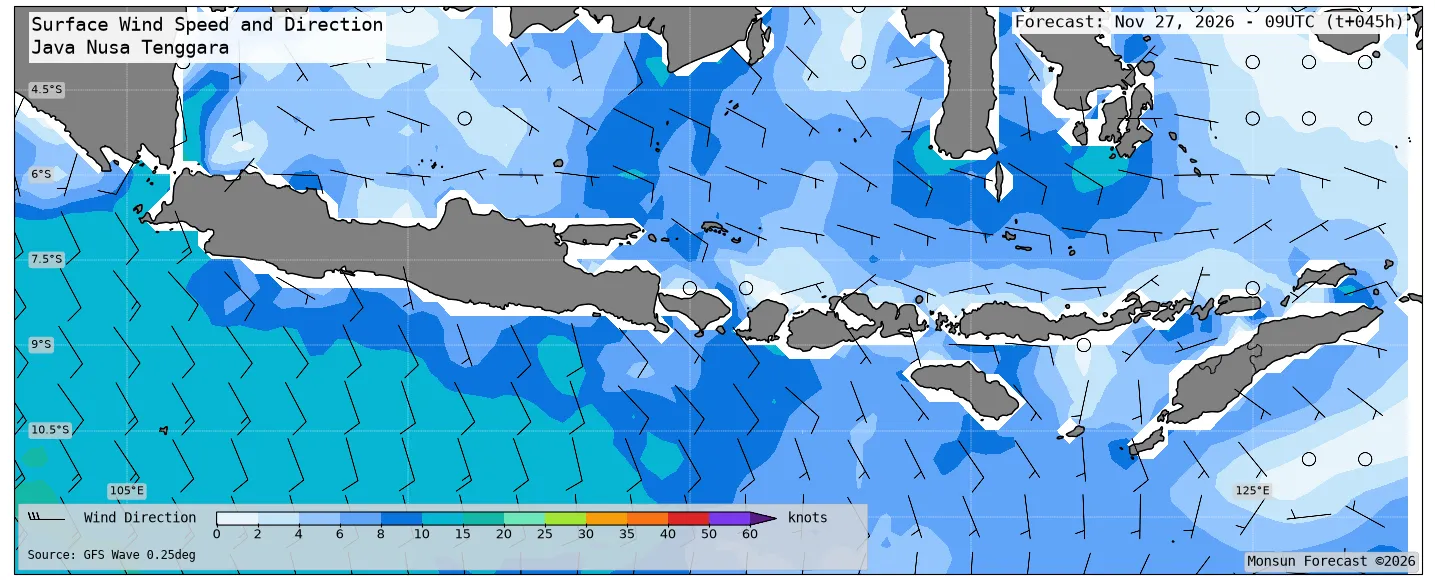 Surface Wind Speed and Direction
Java Nusa Tenggara
Forecast: Nov 27, 2026 - 09UTC (t+045h)
4.5°S
6°S
7.5°S
9°S
10.5°S
105°E
125°E
Wind Direction
0 2 4 6 8 10 15 20 25 30 35 40 50 60
knots
Source: GFS Wave 0.25deg
Monsun Forecast ©2026